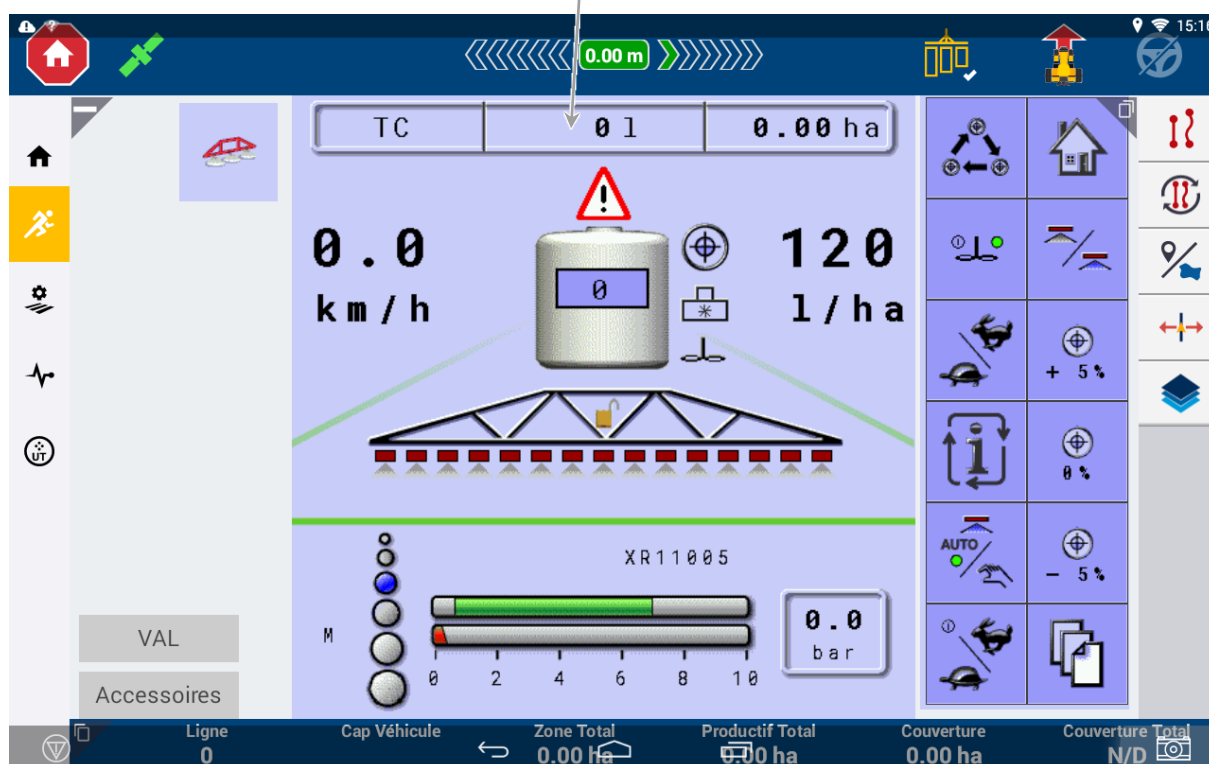 15:16
0.00 m
TC 0 l 0.00 ha
0.0
km/h
0
120
l/ha
+ 5%
0%
AUTO
- 5%
UT
XR11005
M
0 2 4 6 8 10
0.0
bar
VAL
Accessoires
Ligne Cap Véhicule Zone Total Productif Total Couverture Couverture Total
0 0.00 ha 0.00 ha 0.00 ha N/D